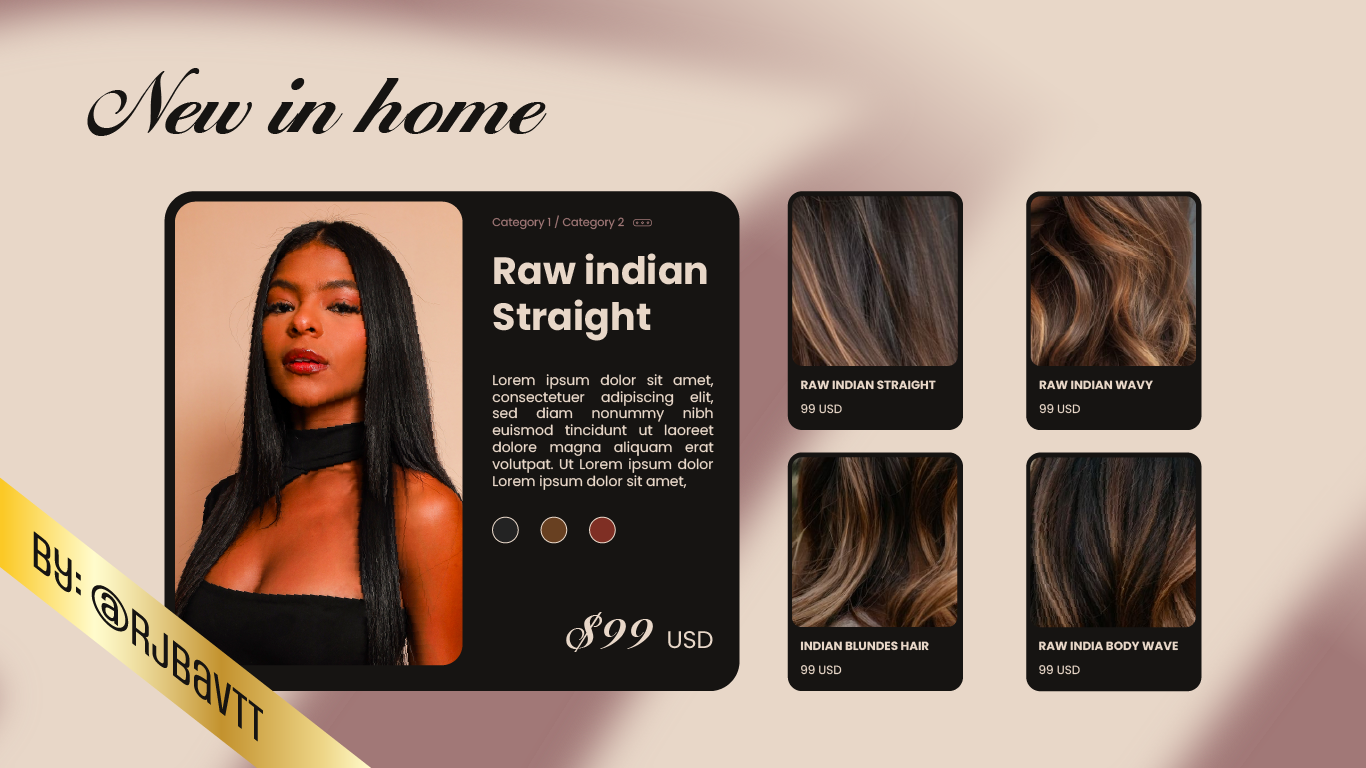 New in home
Category 1 / Category 2
Raw indian
Straight
Lorem ipsum dolor sit amet,
consectetuer adipiscing elit,
sed diam nonummy nibh
euismod tincidunt ut laoreet
dolore magna aliquam erat
volutpat. Ut Lorem ipsum dolor
Lorem ipsum dolor sit amet,
$99 USD
RAW INDIAN STRAIGHT
99 USD
RAW INDIAN WAVY
99 USD
INDIAN BLUNDES HAIR
99 USD
RAW INDIA BODY WAVE
99 USD
BY: @RJBaVTT